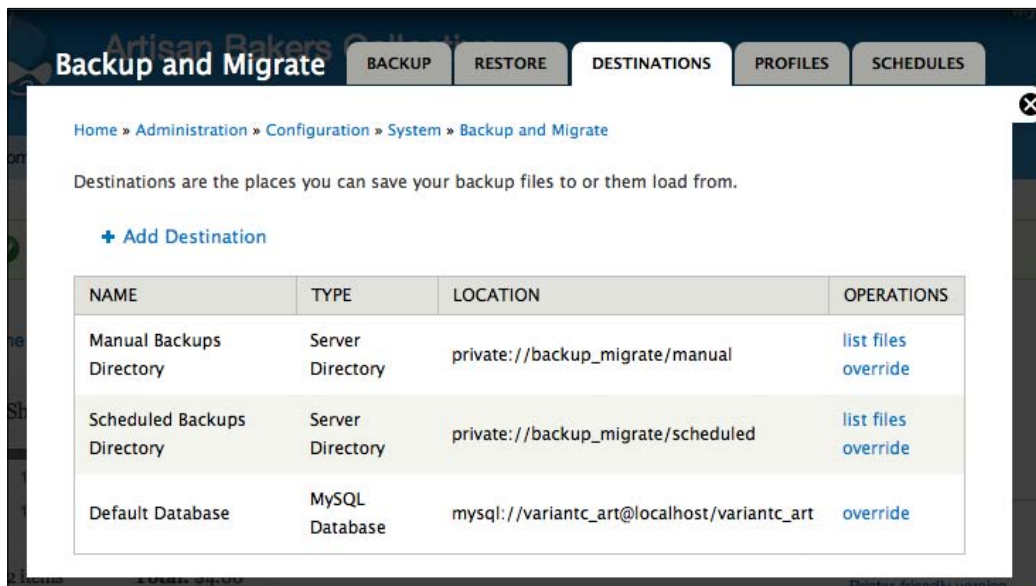 Artisan Bakers
Backup and Migrate
BACKUP
RESTORE
DESTINATIONS
PROFILES
SCHEDULES
Home » Administration » Configuration » System » Backup and Migrate
Destinations are the places you can save your backup files to or them load from.
+ Add Destination
NAME TYPE LOCATION OPERATIONS
Manual Backups Directory
Server Directory
private://backup_migrate/manual
list files
override
Scheduled Backups Directory
Server Directory
private://backup_migrate/scheduled
list files
override
Default Database
MySQL Database
mysql://variantc_art@localhost/variantc_art
override